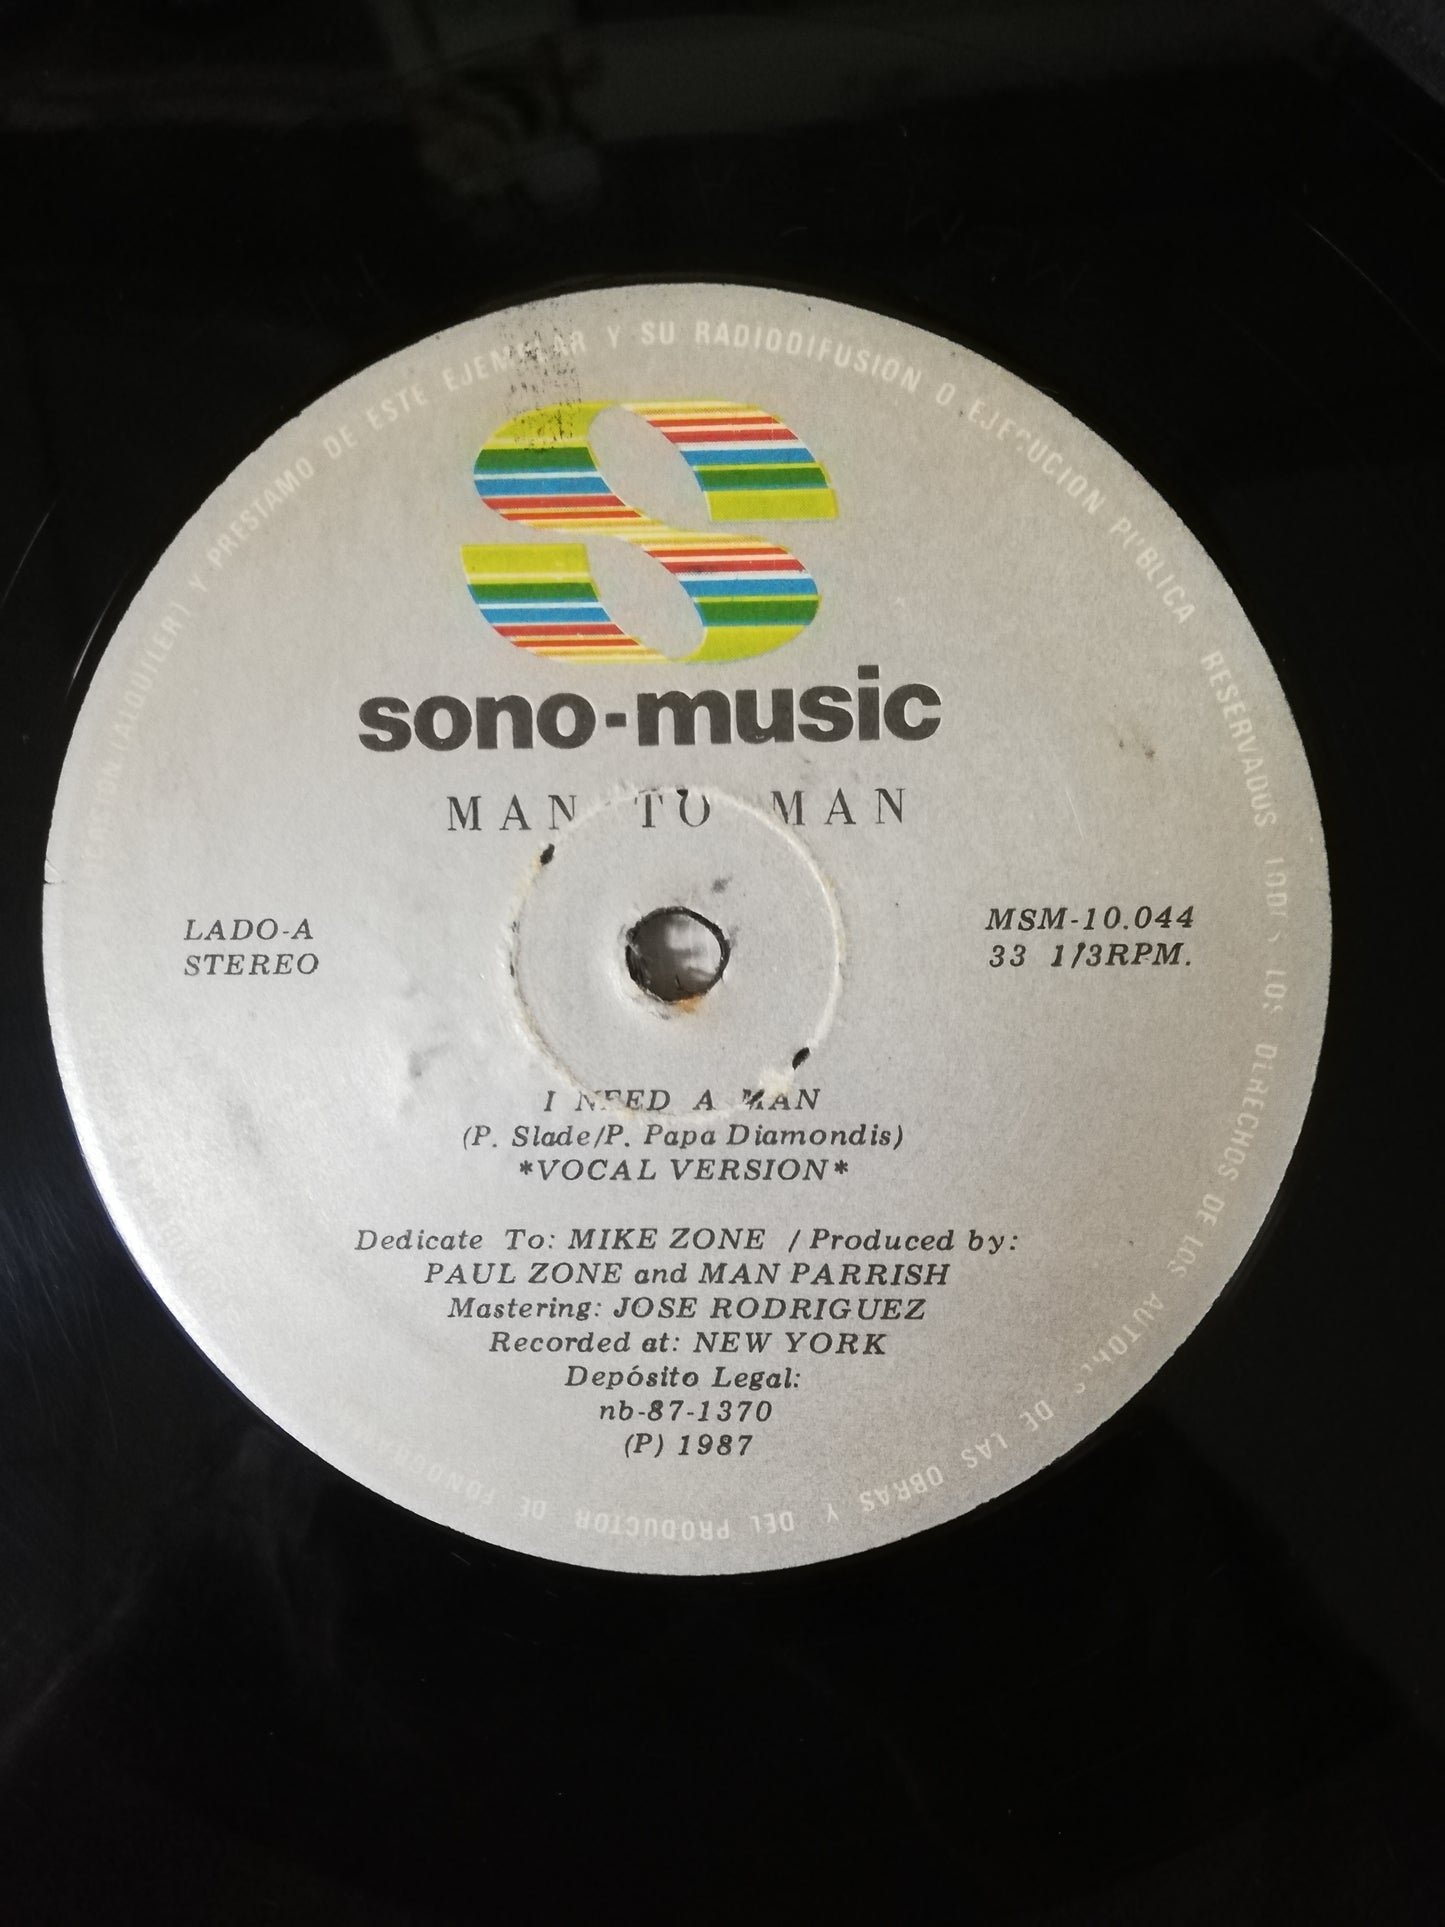 Y PRESTAMO DE ESTE EJEMPLAR Y SU RADIODIFUSION O EJECUCION PUBLICA RESERVADOS TODOS LOS DERECHOS DE LOS AUTORES DE LAS OBRAS Y DEL PRODUCTOR DE
sono-music
MAN TO MAN
LADO-A
STEREO
MSM-10.044
33 1/3RPM.
I NEED A MAN
(P. Slade/P. Papa Diamondis)
*VOCAL VERSION*
Dedicate To: MIKE ZONE / Produced by:
PAUL ZONE and MAN PARRISH
Mastering: JOSE RODRIGUEZ
Recorded at: NEW YORK
Depósito Legal:
nb-87-1370
(P) 1987